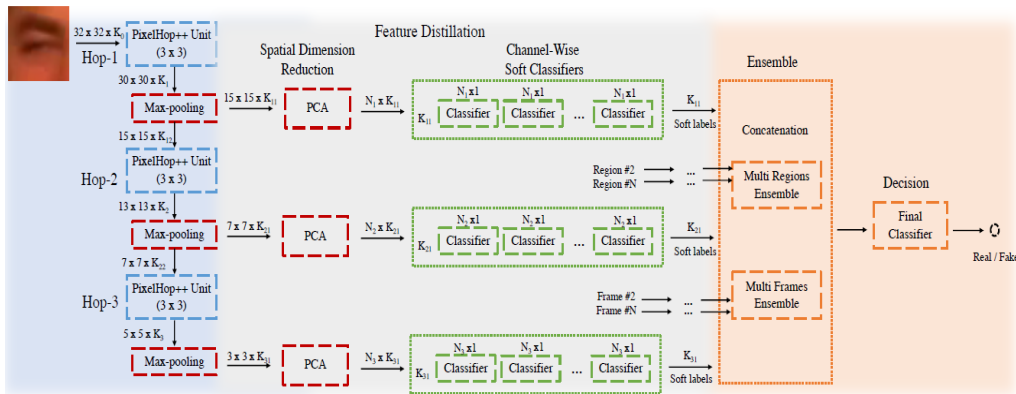 Feature Distillation
32 x 32 x K0
Hop-1
PixelHop++ Unit
(3 x 3)
30 x 30 x K1
Max-pooling
15 x 15 x K12
Hop-2
PixelHop++ Unit
(3 x 3)
13 x 13 x K2
Max-pooling
7 x 7 x K22
Hop-3
PixelHop++ Unit
(3 x 3)
5 x 5 x K3
Max-pooling
Spatial Dimension
Reduction
15 x 15 x K11
PCA
N1 x K11
7 x 7 x K21
PCA
N2 x K21
3 x 3 x K31
PCA
N3 x K31
Channel-Wise
Soft Classifiers
N1 x1 N1 x1 N1 x1
K11 Classifier Classifier ... Classifier
K11
Soft labels
Region #2 ...
Region #N ...
N2 x1 N2 x1 N2 x1
K21 Classifier Classifier ... Classifier
K21
Soft labels
Frame #2 ...
Frame #N ...
N3 x1 N3 x1 N3 x1
K31 Classifier Classifier ... Classifier
K31
Soft labels
Ensemble
Concatenation
Multi Regions
Ensemble
Multi Frames
Ensemble
Decision
Final
Classifier
Real / Fake